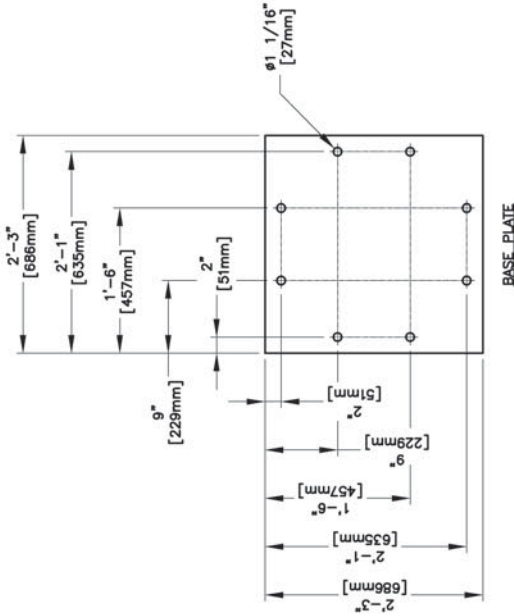 2'-3"
[686mm]
2'-1"
[635mm]
1'-6"
[457mm]
9"
[229mm]
2"
[51mm]
ø1 1/16"
[27mm]
2"
[51mm]
9"
[229mm]
1'-6"
[457mm]
2'-1"
[635mm]
2'-3"
[686mm]
BASE PLATE